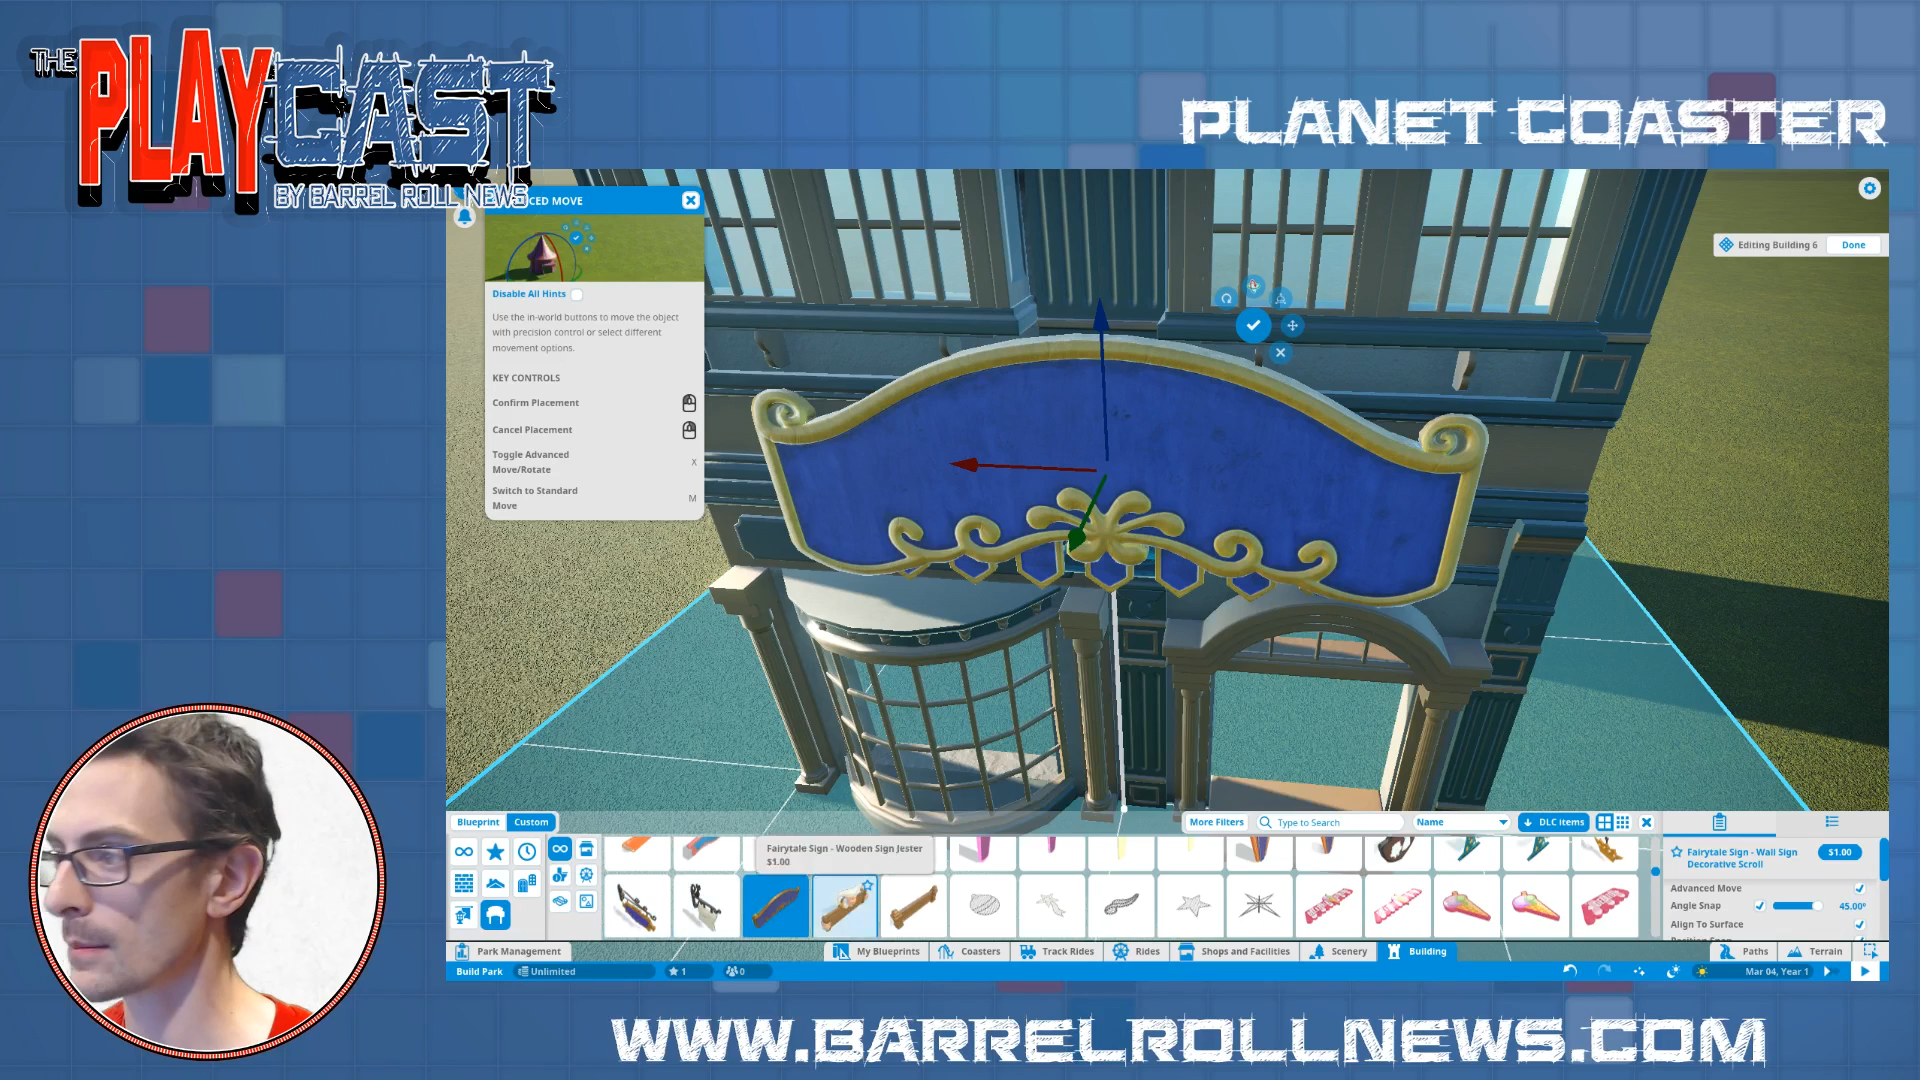 THE PLAYCAST
BY BARREL ROLL NEWS
PLANET COASTER
CED MOVE
Disable All Hints
Use the in-world buttons to move the object
with precision control or select different
movement options.
KEY CONTROLS
Confirm Placement
Cancel Placement
Toggle Advanced
Move/Rotate
X
Switch to Standard
Move
M
Editing Building 6
Done
Blueprint
Custom
More Filters
Type to Search
Name
DLC items
Fairytale Sign - Wooden Sign Jester
$1.00
Fairytale Sign - Wall Sign
Decorative Scroll
$1.00
Advanced Move
Angle Snap
45.00°
Align To Surface
Park Management
My Blueprints
Coasters
Track Rides
Rides
Shops and Facilities
Scenery
Building
Paths
Terrain
Build Park
Unlimited
1
0
Mar 04, Year 1
WWW.BARRELROLLNEWS.COM